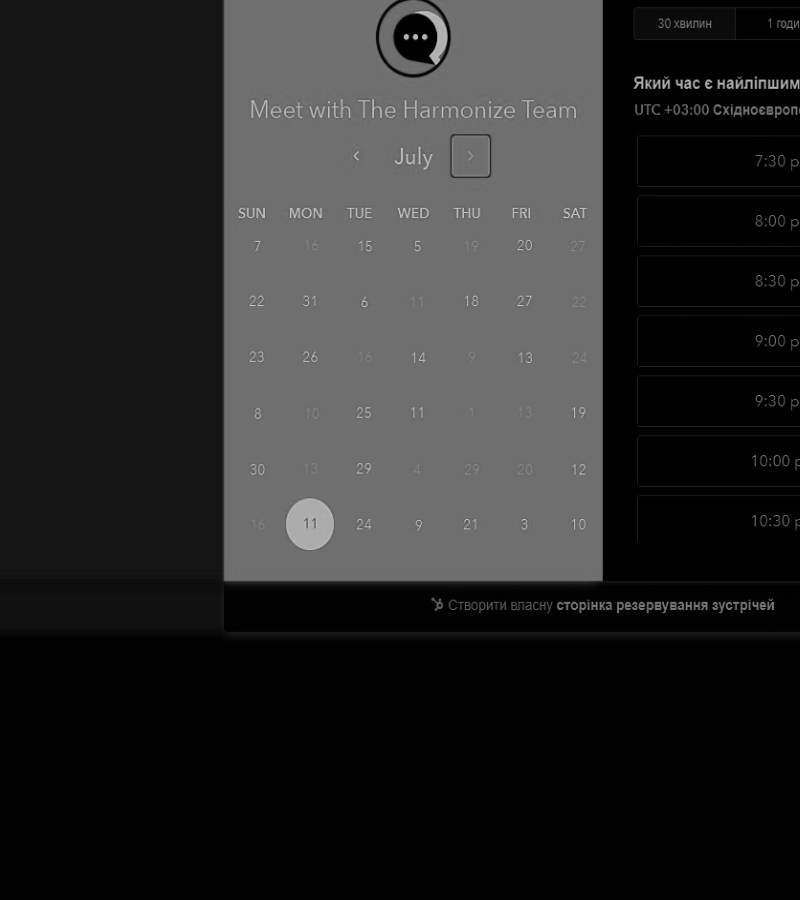 30 хвилин
Meet with The Harmonize Team
Який час є найліпшим
UTC +03:00
July
7:30
SUN MON TUE WED THU FRI SAT
7 16 15 5 19 20 27
8:00
22 31 6 11 18 27 22
8:30
23 26 16 14 9 13 24
9:00
8 10 25 11 1 13 19
9:30
30 13 29 4 29 20 12
10:00
16 11 24 9 21 3 10
10:30
Створити власну сторінка резервування зустрічей